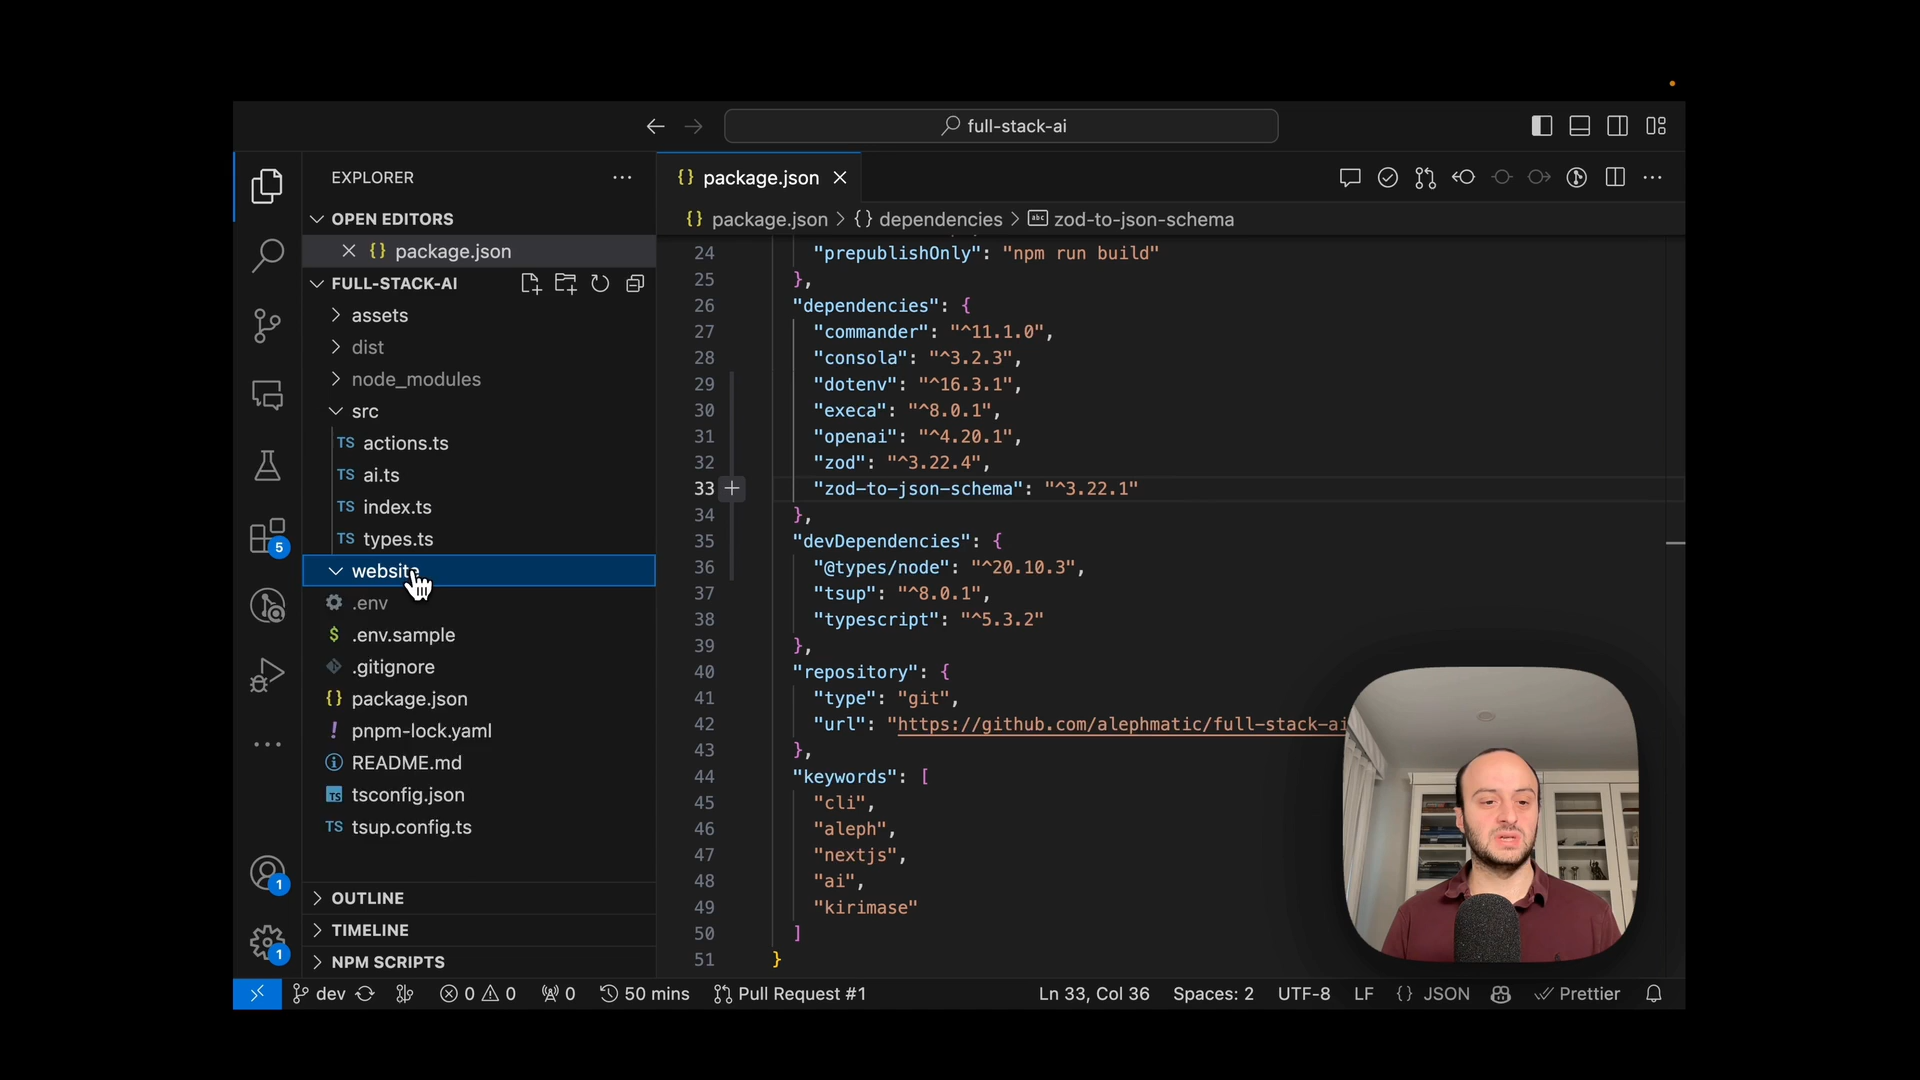 full-stack-ai
EXPLORER
OPEN EDITORS
package.json
FULL-STACK-AI
assets
dist
node_modules
src
TS actions.ts
TS ai.ts
TS index.ts
TS types.ts
website
.env
$ .env.sample
.gitignore
{} package.json
! pnpm-lock.yaml
README.md
TS tsconfig.json
TS tsup.config.ts
OUTLINE
TIMELINE
NPM SCRIPTS
5
1
1
{} package.json
{} package.json > {} dependencies > abc zod-to-json-schema
24 "prepublishOnly": "npm run build"
25 },
26 "dependencies": {
27 "commander": "^11.1.0",
28 "consola": "^3.2.3",
29 "dotenv": "^16.3.1",
30 "execa": "^8.0.1",
31 "openai": "^4.20.1",
32 "zod": "^3.22.4",
33 "zod-to-json-schema": "^3.22.1"
34 },
35 "devDependencies": {
36 "@types/node": "^20.10.3",
37 "tsup": "^8.0.1",
38 "typescript": "^5.3.2"
39 },
40 "repository": {
41 "type": "git",
42 "url": "https://github.com/alephmatic/full-stack-ai
43 },
44 "keywords": [
45 "cli",
46 "aleph",
47 "nextjs",
48 "ai",
49 "kirimase"
50 ]
51 }
dev 0 0 0 50 mins Pull Request #1 Ln 33, Col 36 Spaces: 2 UTF-8 LF {} JSON Prettier